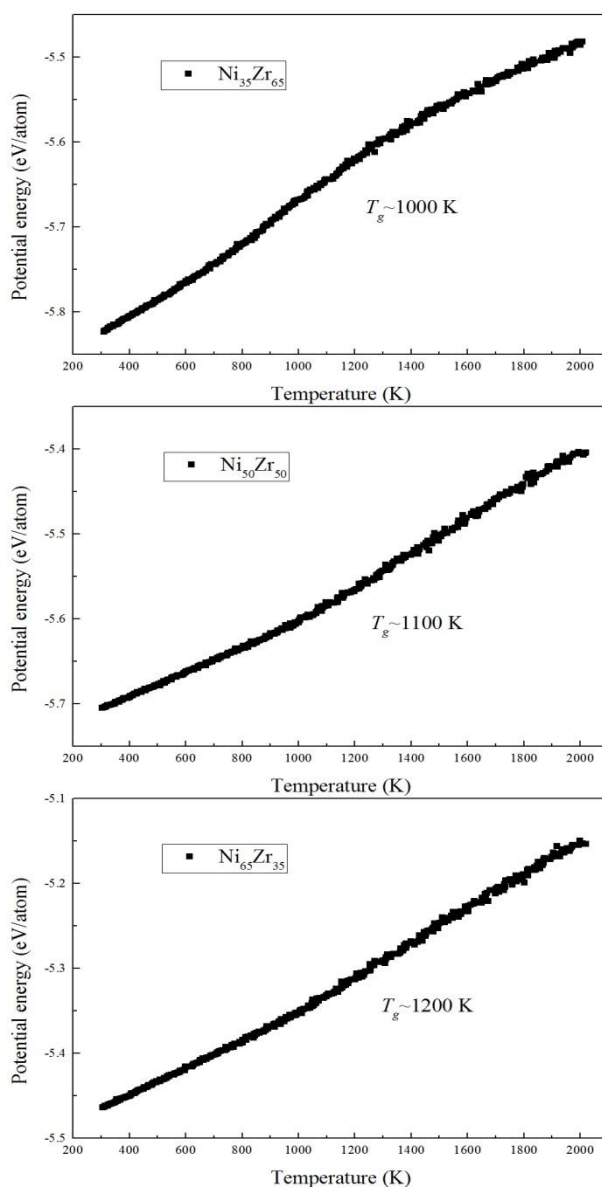 -5.5
-5.6
-5.7
-5.8
Potential energy (eV/atom)
Ni35Zr65
Tg~1000 K
200 400 600 800 1000 1200 1400 1600 1800 2000
Temperature (K)
-5.4
-5.5
-5.6
-5.7
Potential energy (eV/atom)
Ni50Zr50
Tg~1100 K
200 400 600 800 1000 1200 1400 1600 1800 2000
Temperature (K)
-5.1
-5.2
-5.3
-5.4
-5.5
Potential energy (eV/atom)
Ni65Zr35
Tg~1200 K
200 400 600 800 1000 1200 1400 1600 1800 2000
Temperature (K)